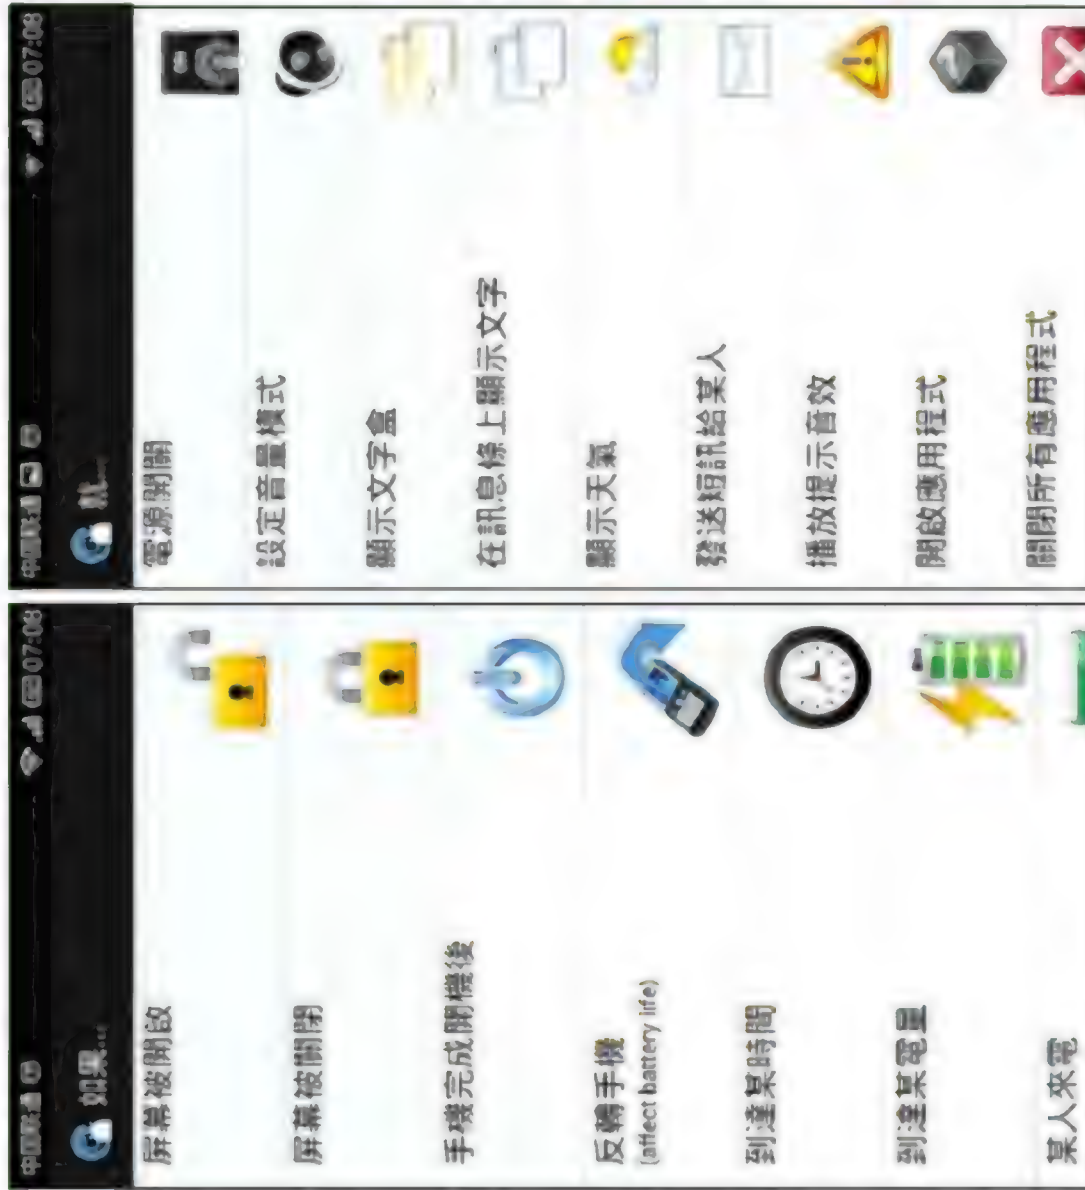 中国联通 07:08
如果...
屏幕被開啟
屏幕被關閉
手機完成開機後
反轉手機
(affect battery life)
到達某時間
到達某電量
某人來電
中国联通 07:08
就...
電源開關
設定音量模式
顯示文字盒
在訊息條上顯示文字
顯示天氣
發送短訊給某人
播放提示音效
開啟應用程式
關閉所有應用程式